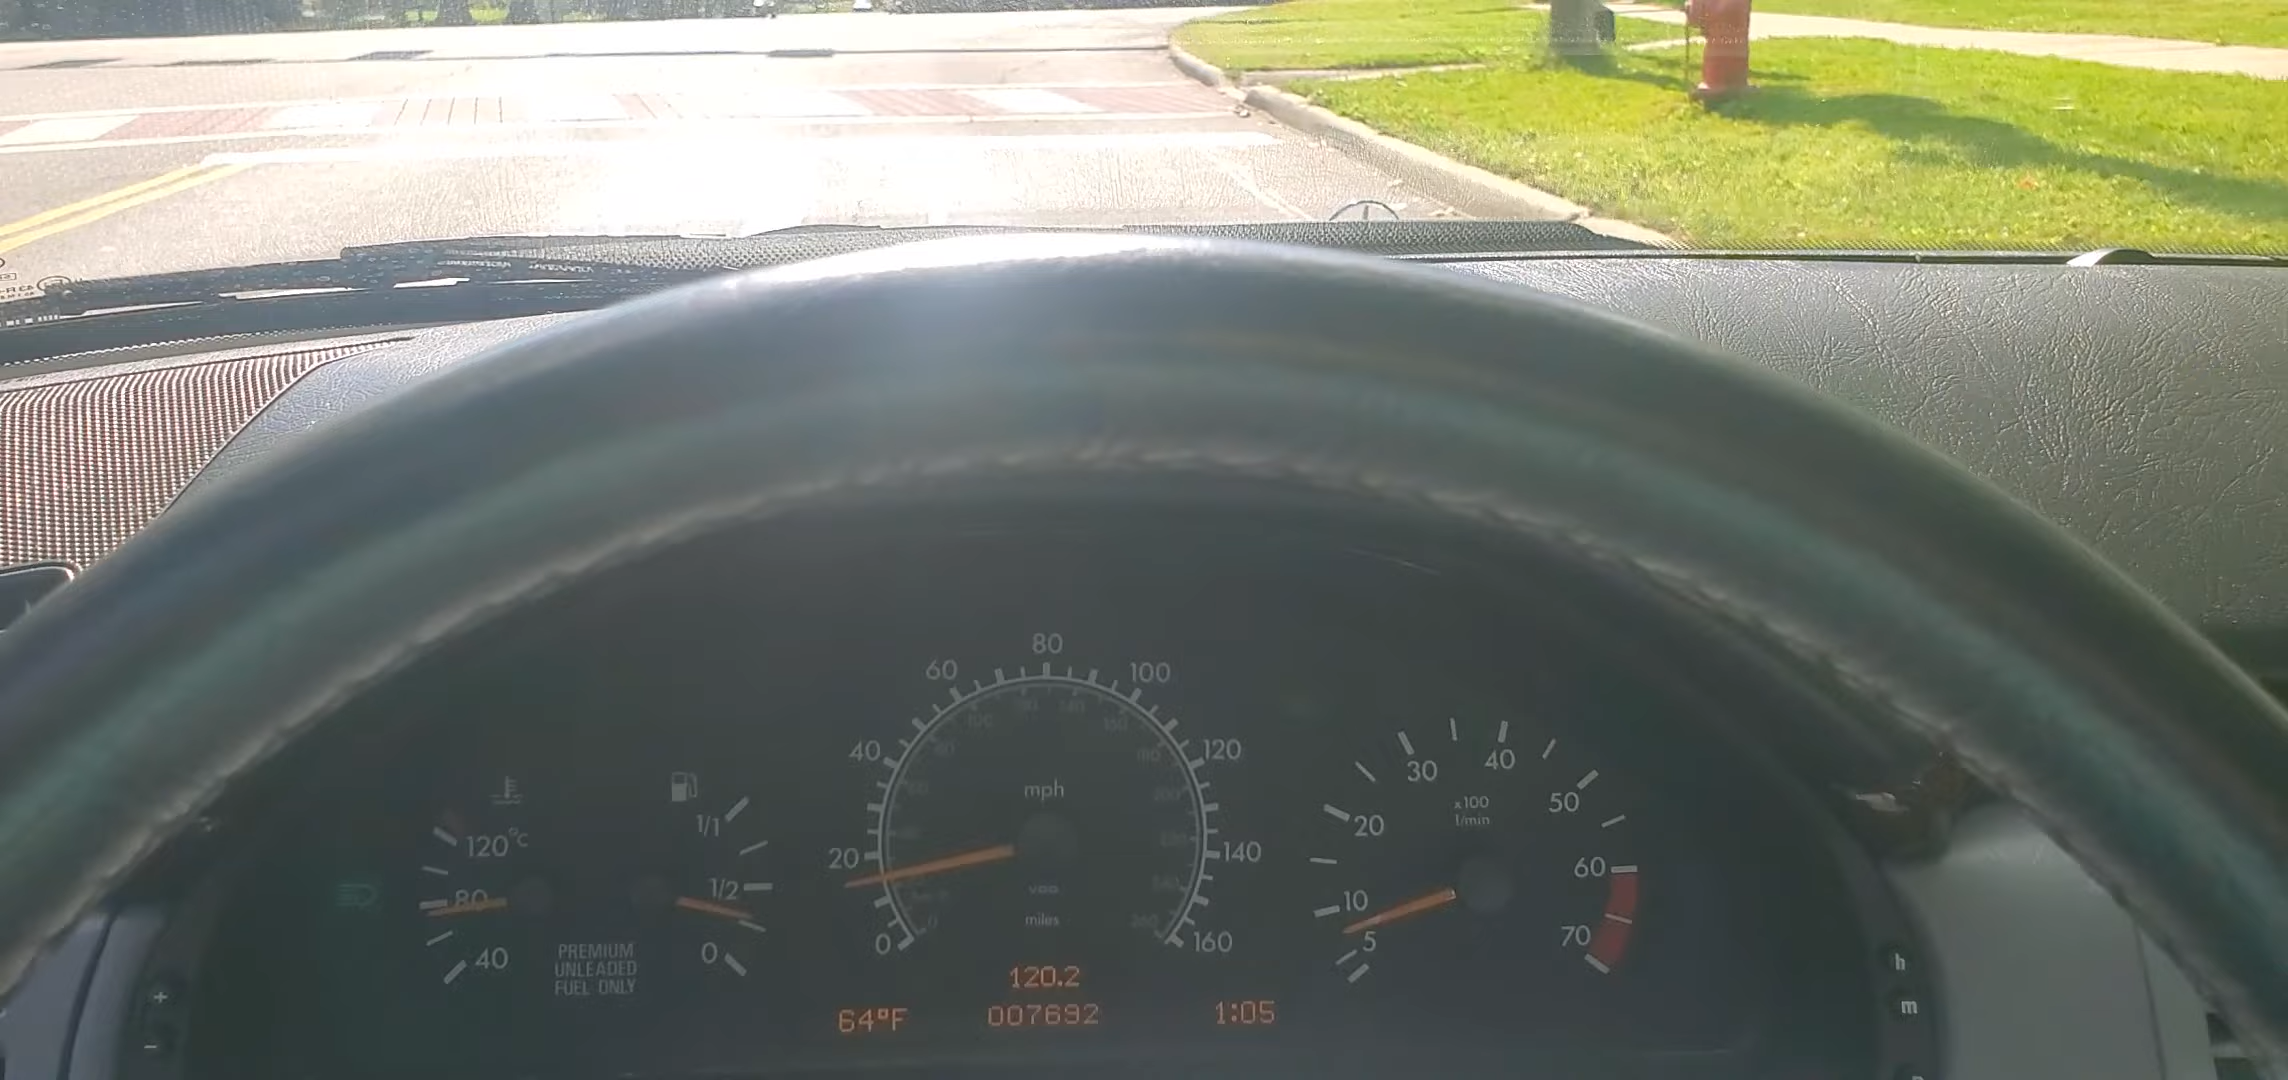 80
60
100
40
120
20
140
0
160
mph
VDO
miles
120.2
64°F
007692
1:05
120°C
80
40
1/1
1/2
0
PREMIUM
UNLEADED
FUEL ONLY
30
40
20
50
10
60
5
70
x100
1/min
h
m
+
−